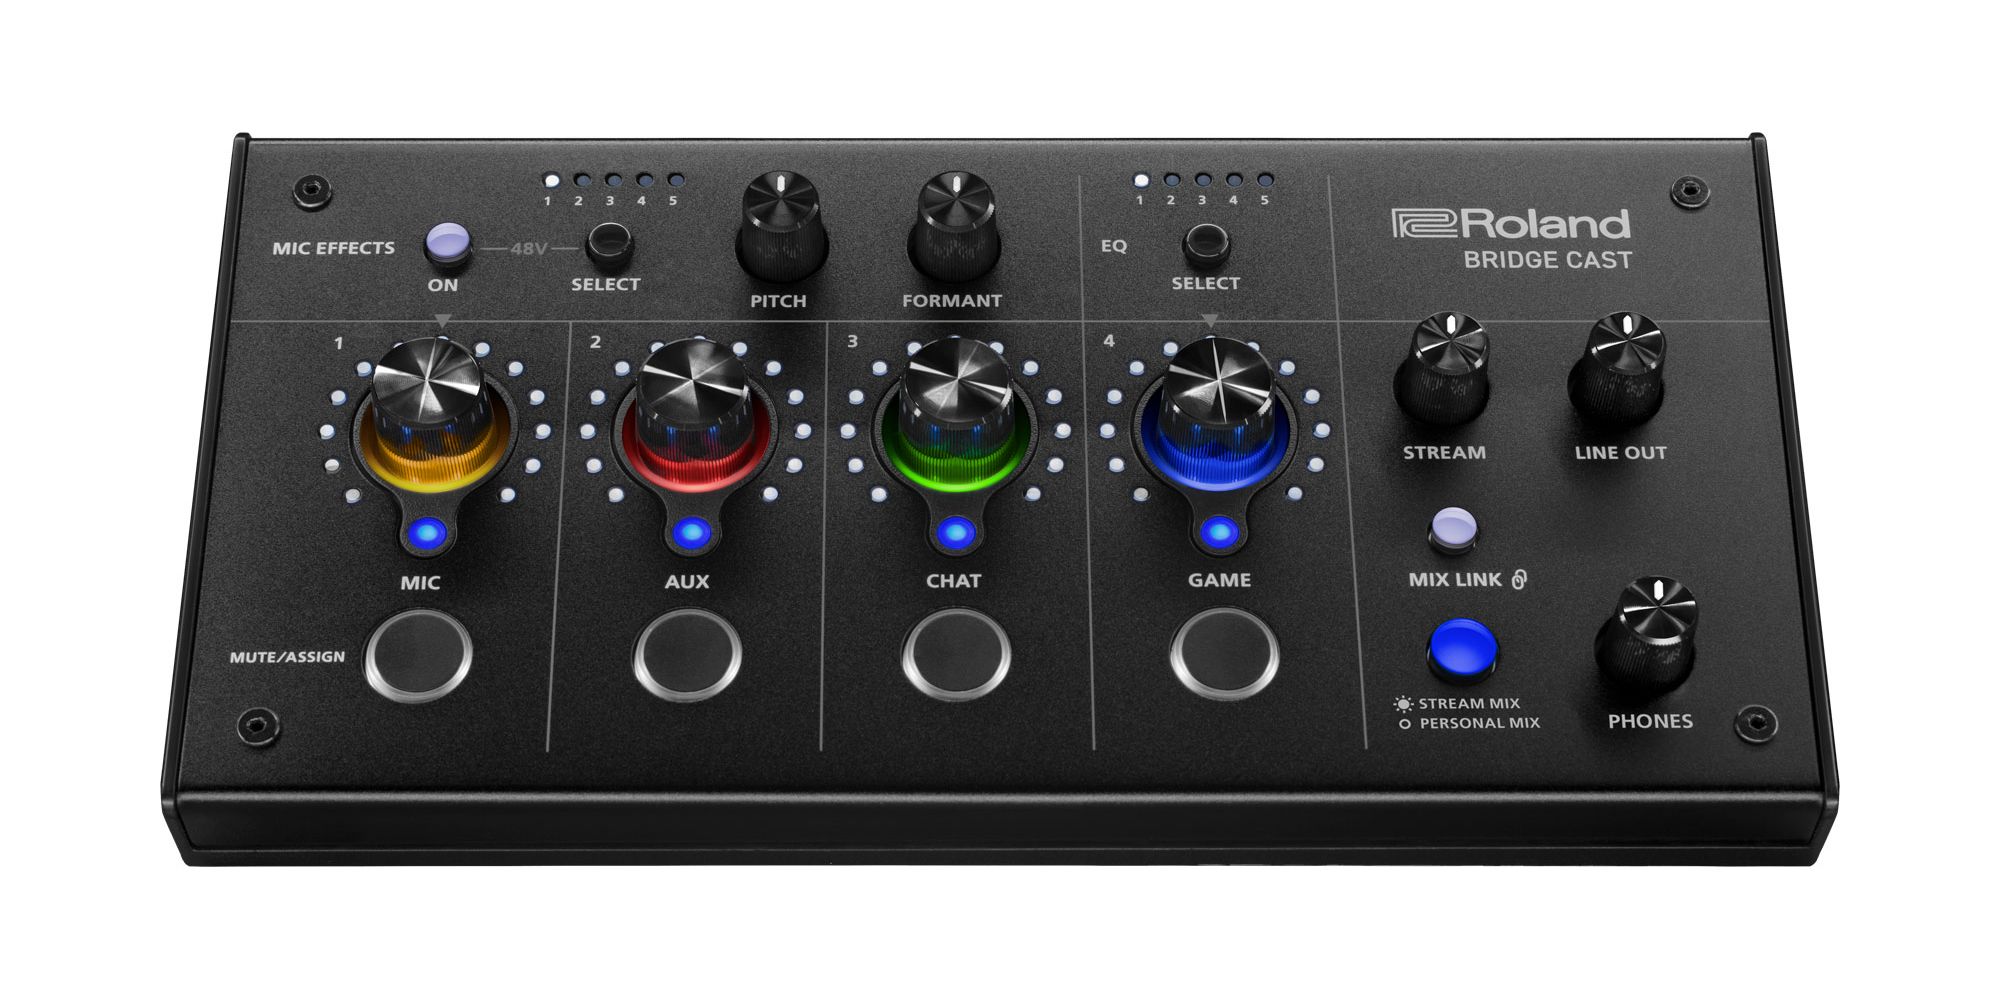 1 2 3 4 5
1 2 3 4 5
Roland
BRIDGE CAST
MIC EFFECTS
ON
48V
SELECT
PITCH
FORMANT
EQ
SELECT
1
2
3
4
STREAM
LINE OUT
MIC
AUX
CHAT
GAME
MIX LINK
MUTE/ASSIGN
STREAM MIX
PERSONAL MIX
PHONES